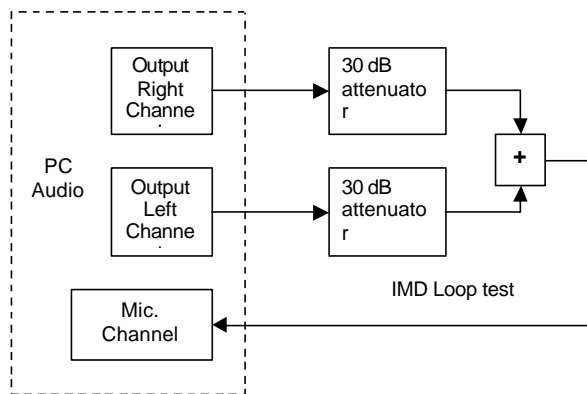 Output
Right
Channe
30 dB
attenuato
r
+
PC
Audio
Output
Left
Channe
30 dB
attenuato
r
IMD Loop test
Mic.
Channel